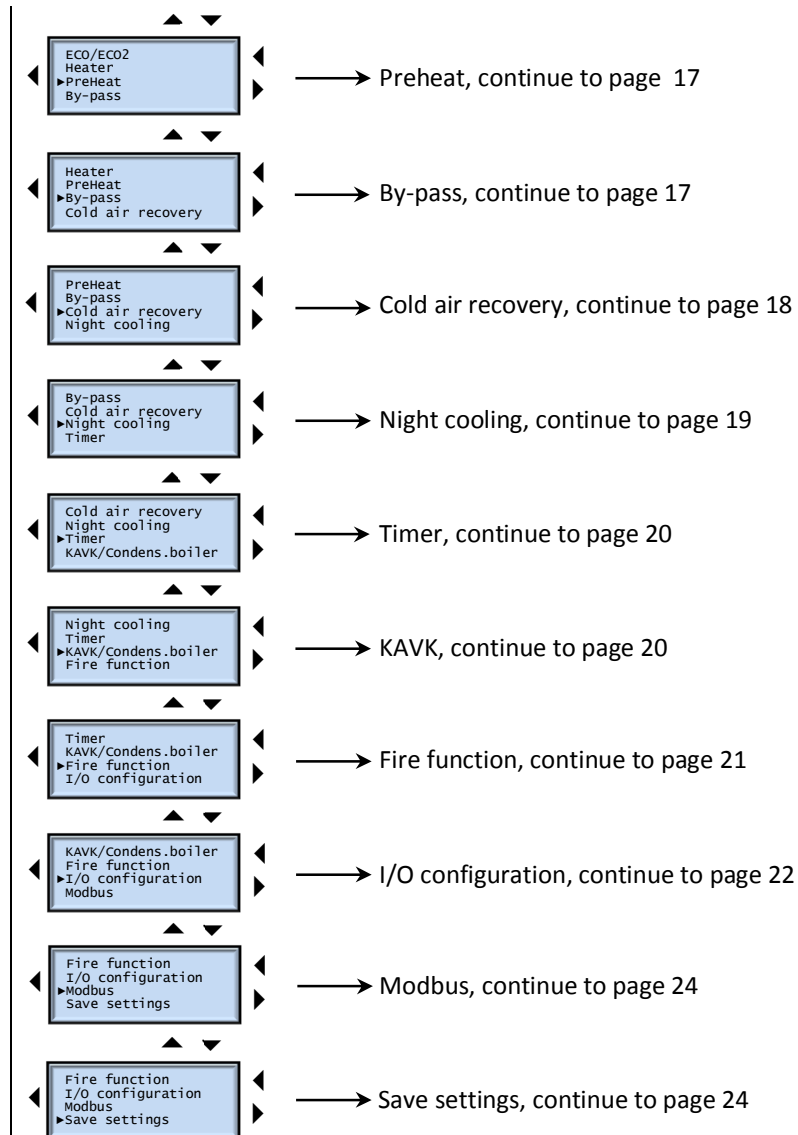 ECO/ECO2
Heater
▶PreHeat
By-pass
Preheat, continue to page 17
Heater
PreHeat
▶By-pass
Cold air recovery
By-pass, continue to page 17
PreHeat
By-pass
▶Cold air recovery
Night cooling
Cold air recovery, continue to page 18
By-pass
Cold air recovery
▶Night cooling
Timer
Night cooling, continue to page 19
Cold air recovery
Night cooling
▶Timer
KAVK/Condens.boiler
Timer, continue to page 20
Night cooling
Timer
▶KAVK/Condens.boiler
Fire function
KAVK, continue to page 20
Timer
KAVK/Condens.boiler
▶Fire function
I/O configuration
Fire function, continue to page 21
KAVK/Condens.boiler
Fire function
▶I/O configuration
Modbus
I/O configuration, continue to page 22
Fire function
I/O configuration
▶Modbus
Save settings
Modbus, continue to page 24
Fire function
I/O configuration
Modbus
▶Save settings
Save settings, continue to page 24